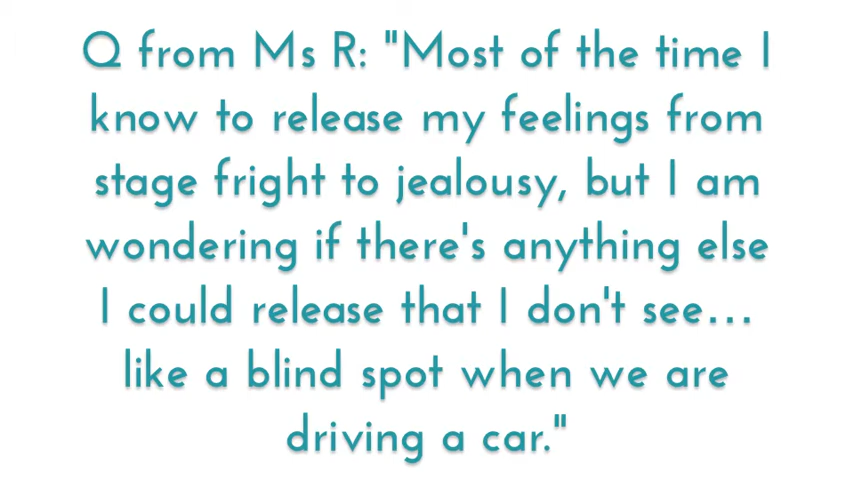 Q from Ms R: "Most of the time I
know to release my feelings from
stage fright to jealousy, but I am
wondering if there's anything else
I could release that I don't see...
like a blind spot when we are
driving a car."